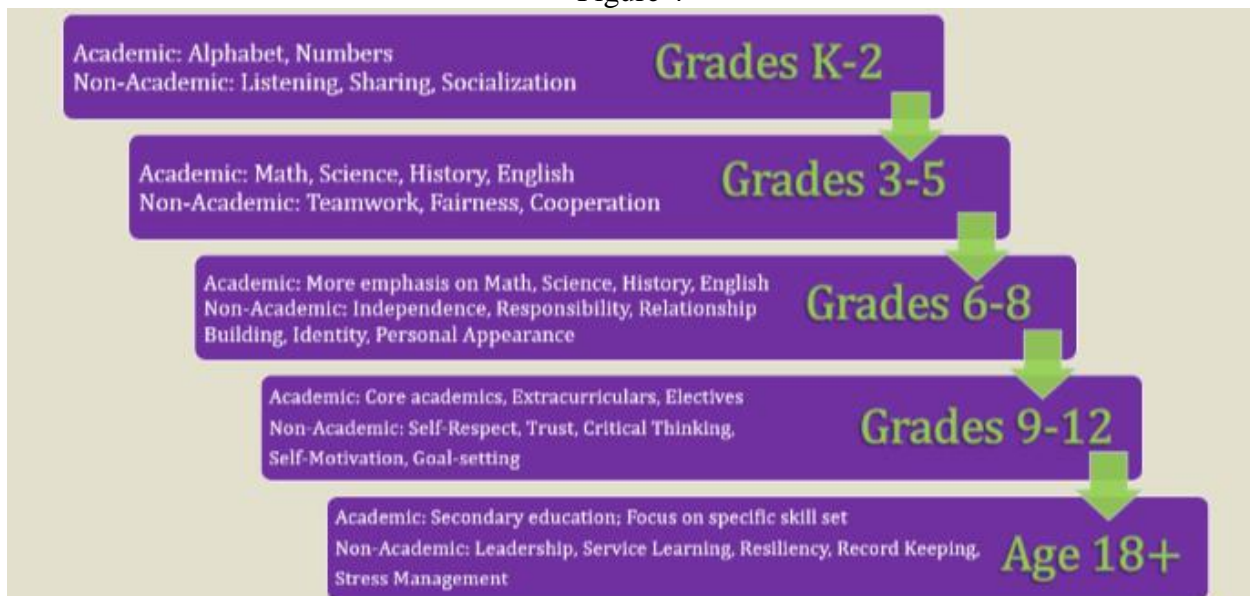 Academic: Alphabet, Numbers
Non-Academic: Listening, Sharing, Socialization
Grades K-2
Academic: Math, Science, History, English
Non-Academic: Teamwork, Fairness, Cooperation
Grades 3-5
Academic: More emphasis on Math, Science, History, English
Non-Academic: Independence, Responsibility, Relationship
Building, Identity, Personal Appearance
Grades 6-8
Academic: Core academics, Extracurriculars, Electives
Non-Academic: Self-Respect, Trust, Critical Thinking,
Self-Motivation, Goal-setting
Grades 9-12
Academic: Secondary education; Focus on specific skill set
Non-Academic: Leadership, Service Learning, Resiliency, Record Keeping,
Stress Management
Age 18+